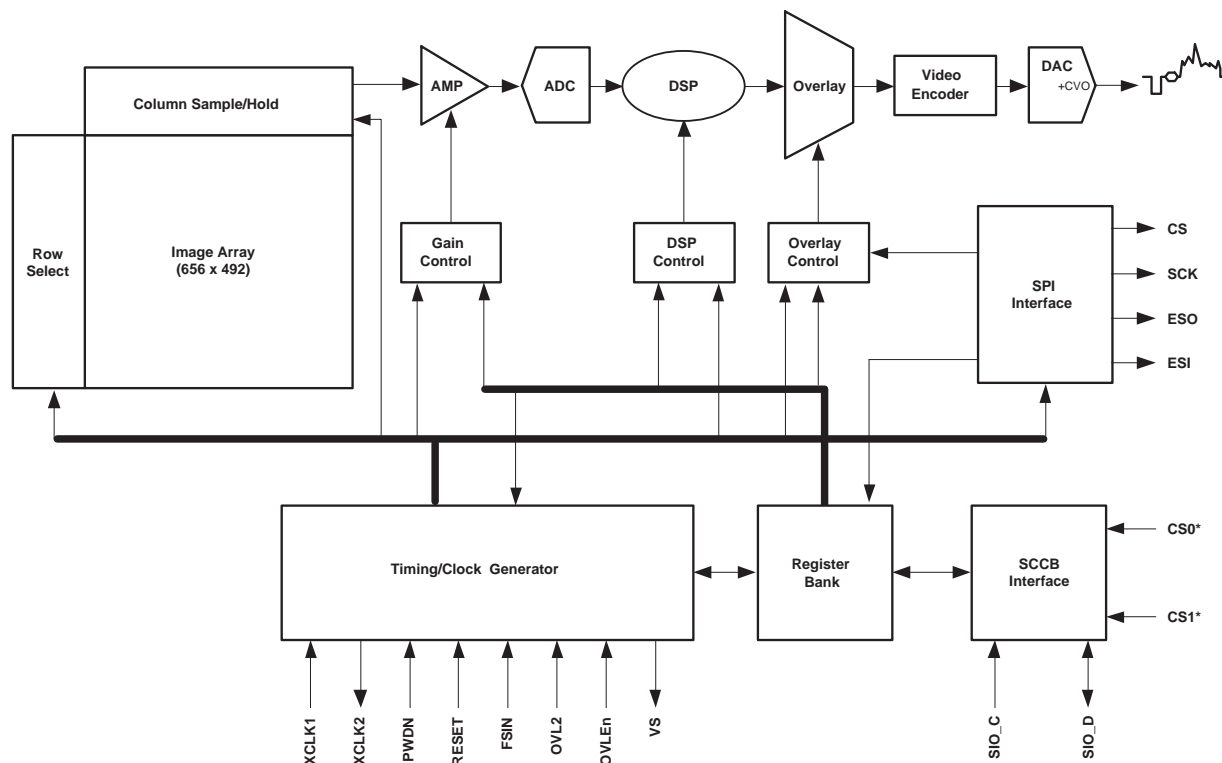 Column Sample/Hold
AMP
ADC
DSP
Overlay
Video
Encoder
DAC
+CVO
Row
Select
Image Array
(656 x 492)
Gain
Control
DSP
Control
Overlay
Control
SPI
Interface
CS
SCK
ESO
ESI
Timing/Clock Generator
Register
Bank
SCCB
Interface
CS0*
CS1*
XCLK1
XCLK2
PWDN
RESET
FSIN
OVL2
OVLEn
VS
SIO_C
SIO_D